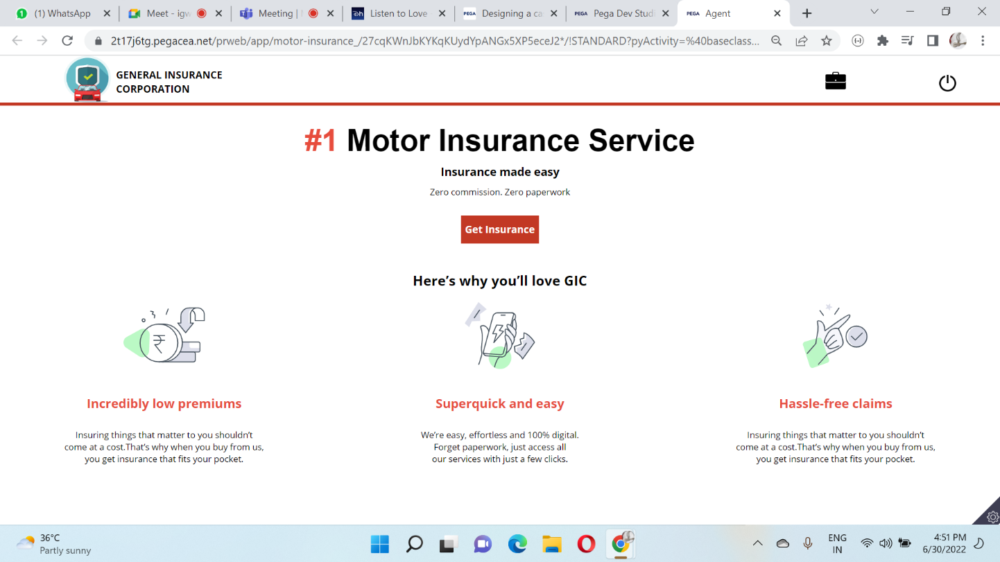 (1) WhatsApp
Meet - igw
Meeting |
Listen to Love
PEGA Designing a ca
PEGA Pega Dev Studi
PEGA Agent
2t17j6tg.pegacea.net/prweb/app/motor-insurance_/27cqKWnJbKYKqKUydYpANGx5XP5eceJ2*/!STANDARD?pyActivity=%40baseclass...
GENERAL INSURANCE
CORPORATION
#1 Motor Insurance Service
Insurance made easy
Zero commission. Zero paperwork
Get Insurance
Here’s why you’ll love GIC
₹
Incredibly low premiums
Insuring things that matter to you shouldn’t
come at a cost.That’s why when you buy from us,
you get insurance that fits your pocket.
Superquick and easy
We’re easy, effortless and 100% digital.
Forget paperwork, just access all
our services with just a few clicks.
Hassle-free claims
Insuring things that matter to you shouldn’t
come at a cost.That’s why when you buy from us,
you get insurance that fits your pocket.
36°C
Partly sunny
ENG
IN
4:51 PM
6/30/2022